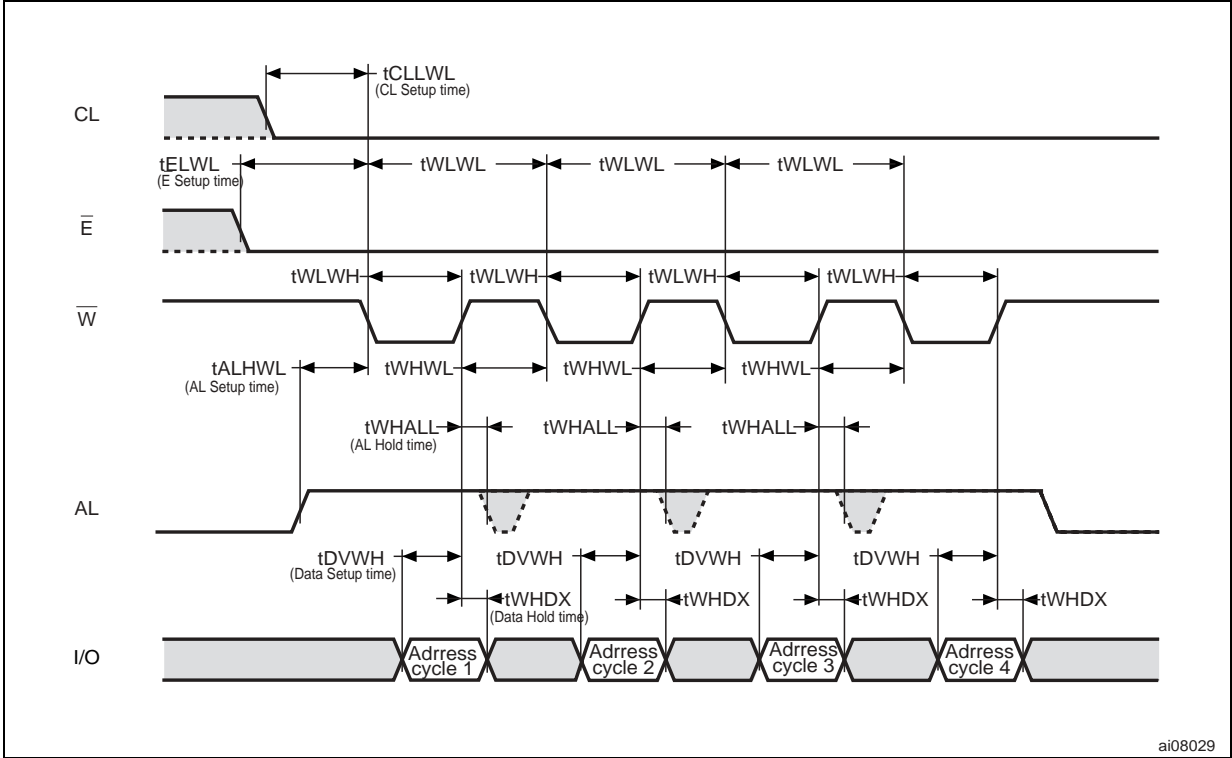 tCLLWL
(CL Setup time)
CL
tELWL tWLWL tWLWL tWLWL
(E Setup time)
E
tWLWH tWLWH tWLWH tWLWH
W
tALHWL tWHWL tWHWL tWHWL
(AL Setup time)
tWHALL tWHALL tWHALL
(AL Hold time)
AL
tDVWH tDVWH tDVWH tDVWH
(Data Setup time)
tWHDX tWHDX tWHDX tWHDX
(Data Hold time)
I/O
Adrress Adrress Adrress Adrress
cycle 1 cycle 2 cycle 3 cycle 4
ai08029